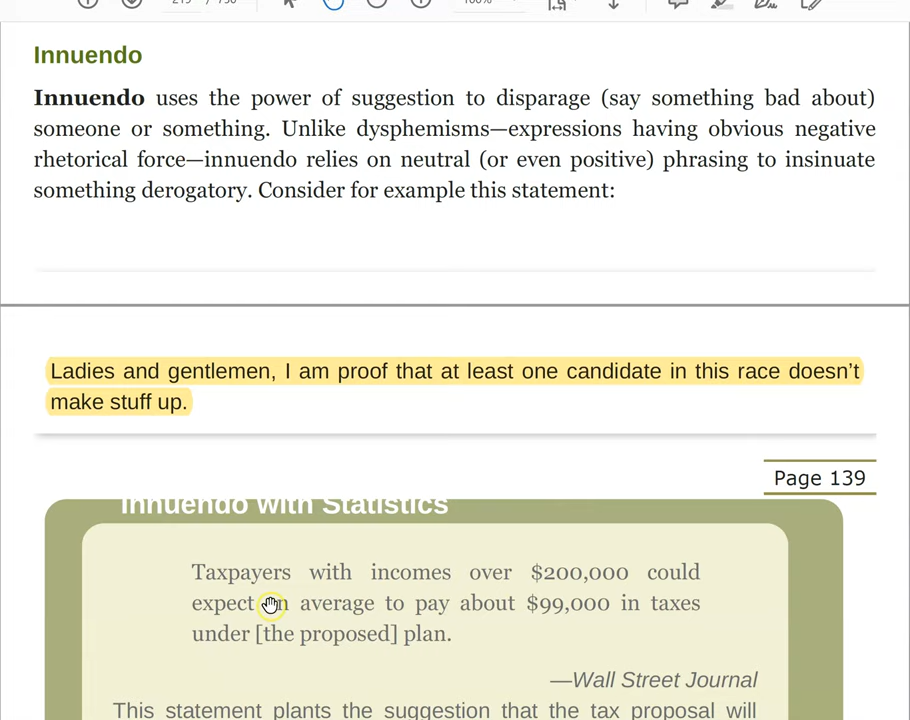 Innuendo
Innuendo uses the power of suggestion to disparage (say something bad about)
someone or something. Unlike dysphemisms—expressions having obvious negative
rhetorical force—innuendo relies on neutral (or even positive) phrasing to insinuate
something derogatory. Consider for example this statement:
Ladies and gentlemen, I am proof that at least one candidate in this race doesn’t
make stuff up.
Page 139
Innuendo with Statistics
Taxpayers with incomes over $200,000 could
expect on average to pay about $99,000 in taxes
under [the proposed] plan.
—Wall Street Journal
This statement plants the suggestion that the tax proposal will